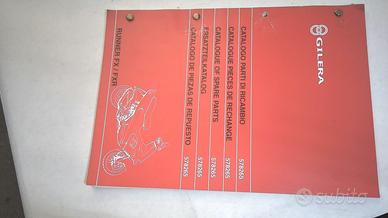 GILERA
CATALOGO PARTI DI RICAMBIO 578265
CATALOGUE PIECES DE RECHANGE 578265
CATALOGUE OF SPARE PARTS 578265
ERSATZTEILKATALOG 578265
CATALOGO DE PIEZAS DE REPUESTO 578265
RUNNER FX / FXR
subito